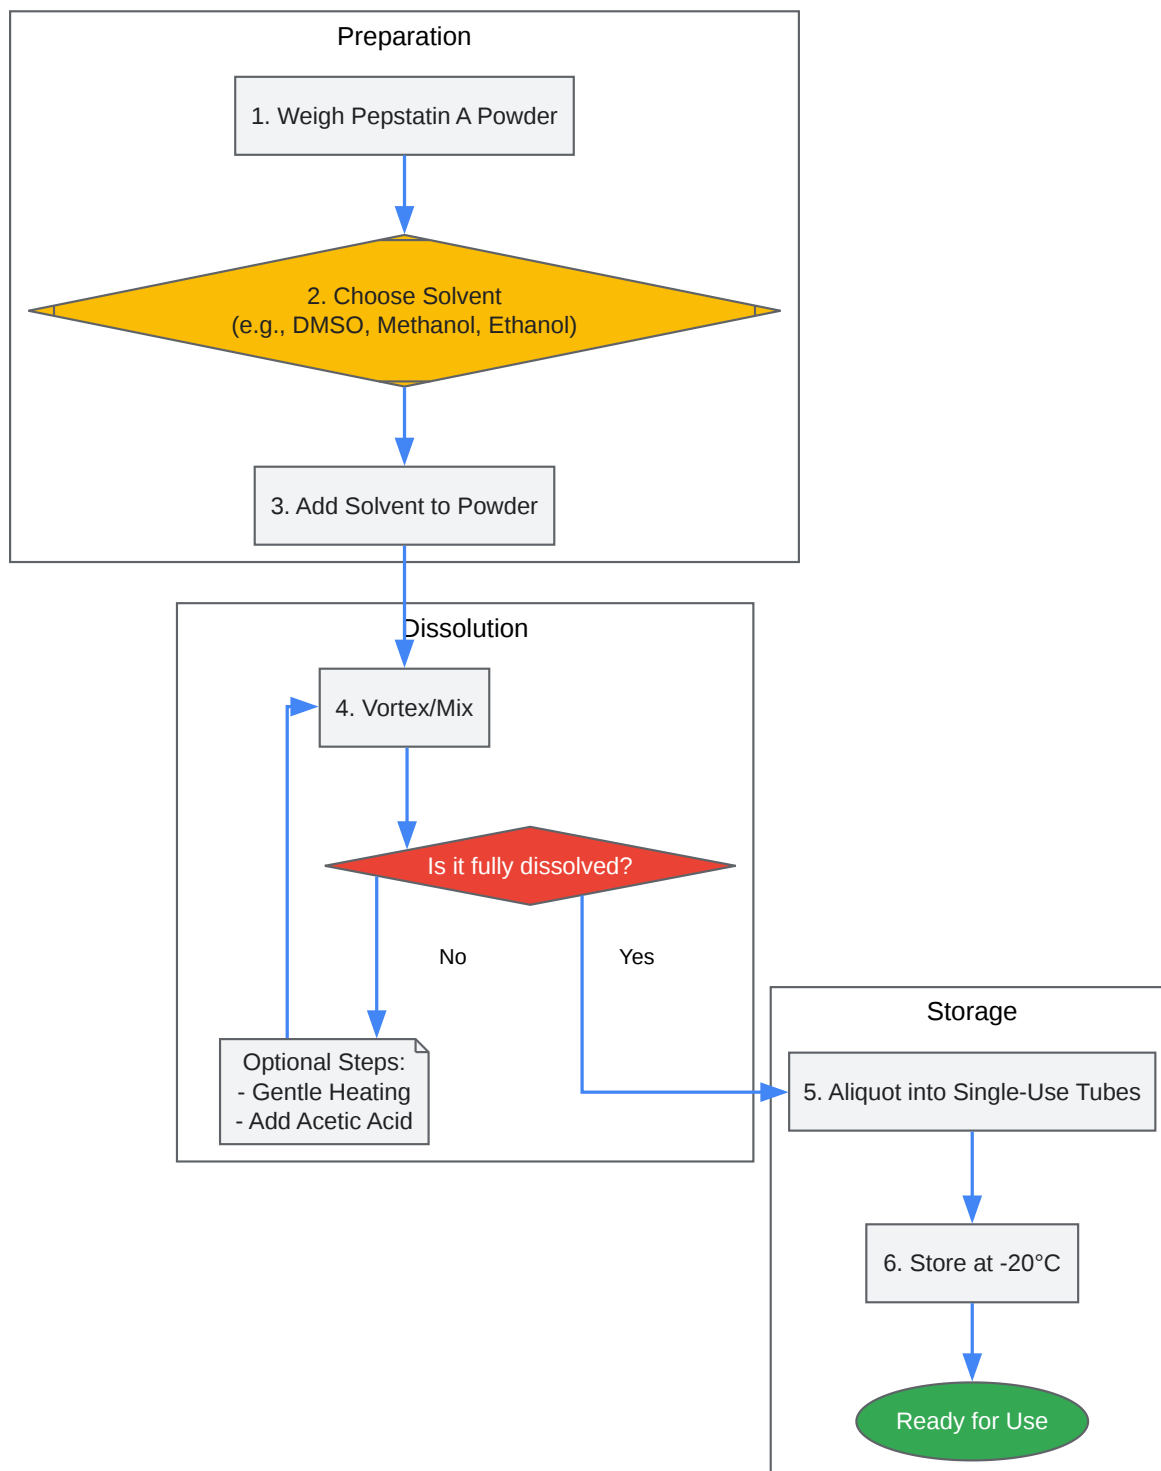 Preparation
1. Weigh Pepstatin A Powder
2. Choose Solvent
(e.g., DMSO, Methanol, Ethanol)
3. Add Solvent to Powder
Dissolution
4. Vortex/Mix
Is it fully dissolved?
No
Yes
Optional Steps:
- Gentle Heating
- Add Acetic Acid
Storage
5. Aliquot into Single-Use Tubes
6. Store at -20°C
Ready for Use